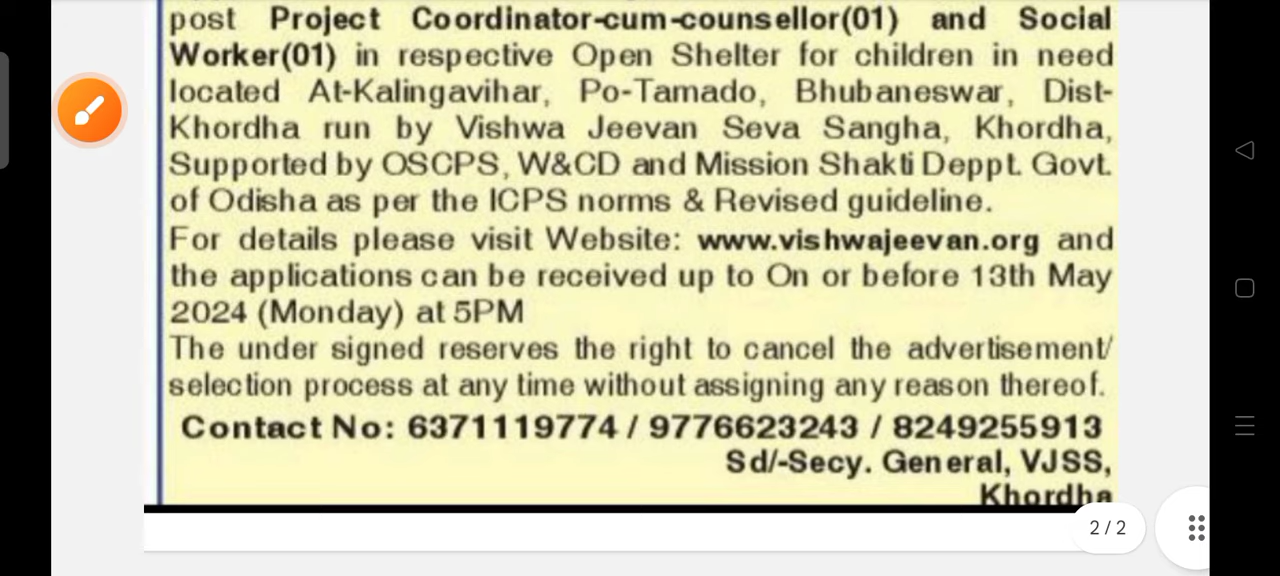 post Project Coordinator-cum-counsellor(01) and Social
Worker(01) in respective Open Shelter for children in need
located At-Kalingavihar, Po-Tamado, Bhubaneswar, Dist-
Khordha run by Vishwa Jeevan Seva Sangha, Khordha,
Supported by OSCPS, W&CD and Mission Shakti Deppt. Govt.
of Odisha as per the ICPS norms & Revised guideline.
For details please visit Website: www.vishwajeevan.org and
the applications can be received up to On or before 13th May
2024 (Monday) at 5PM
The under signed reserves the right to cancel the advertisement/
selection process at any time without assigning any reason thereof.
Contact No: 6371119774 / 9776623243 / 8249255913
Sd/-Secy. General, VJSS,
Khordha
2 / 2